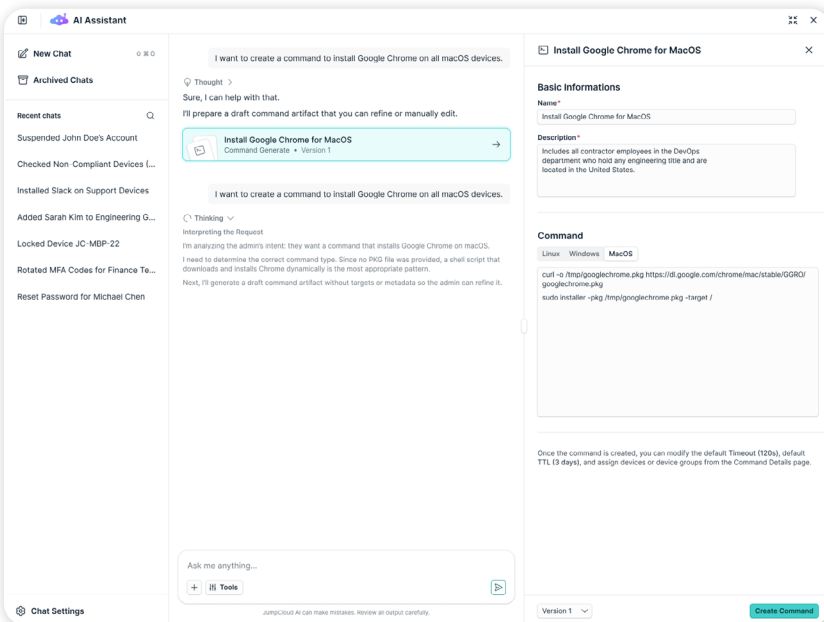 AI Assistant
New Chat
Archived Chats
Recent chats
Suspended John Doe's Account
Checked Non-Compliant Devices (...
Installed Slack on Support Devices
Added Sarah Kim to Engineering G...
Locked Device JC-MBP-22
Rotated MFA Codes for Finance Te...
Reset Password for Michael Chen
Chat Settings
I want to create a command to install Google Chrome on all macOS devices.
Thought
Sure, I can help with that.
I'll prepare a draft command artifact that you can refine or manually edit.
Install Google Chrome for MacOS
Command Generate • Version 1
I want to create a command to install Google Chrome on all macOS devices.
Thinking
Interpreting the Request
I'm analyzing the admin's intent: they want a command that installs Google Chrome on macOS.
I need to determine the correct command type. Since no PKG file was provided, a shell script that
downloads and installs Chrome dynamically is the most appropriate pattern.
Next, I'll generate a draft command artifact without targets or metadata so the admin can refine it.
Ask me anything...
Tools
JumpCloud AI can make mistakes. Review all output carefully.
Install Google Chrome for MacOS
Basic Informations
Name*
Install Google Chrome for MacOS
Description*
Includes all contractor employees in the DevOps
department who hold any engineering title and are
located in the United States.
Command
Linux Windows MacOS
curl -o /tmp/googlechrome.pkg https://dl.google.com/chrome/mac/stable/GGRO/
googlechrome.pkg
sudo installer -pkg /tmp/googlechrome.pkg -target /
Once the command is created, you can modify the default Timeout (120s), default
TTL (3 days), and assign devices or device groups from the Command Details page.
Version 1
Create Command